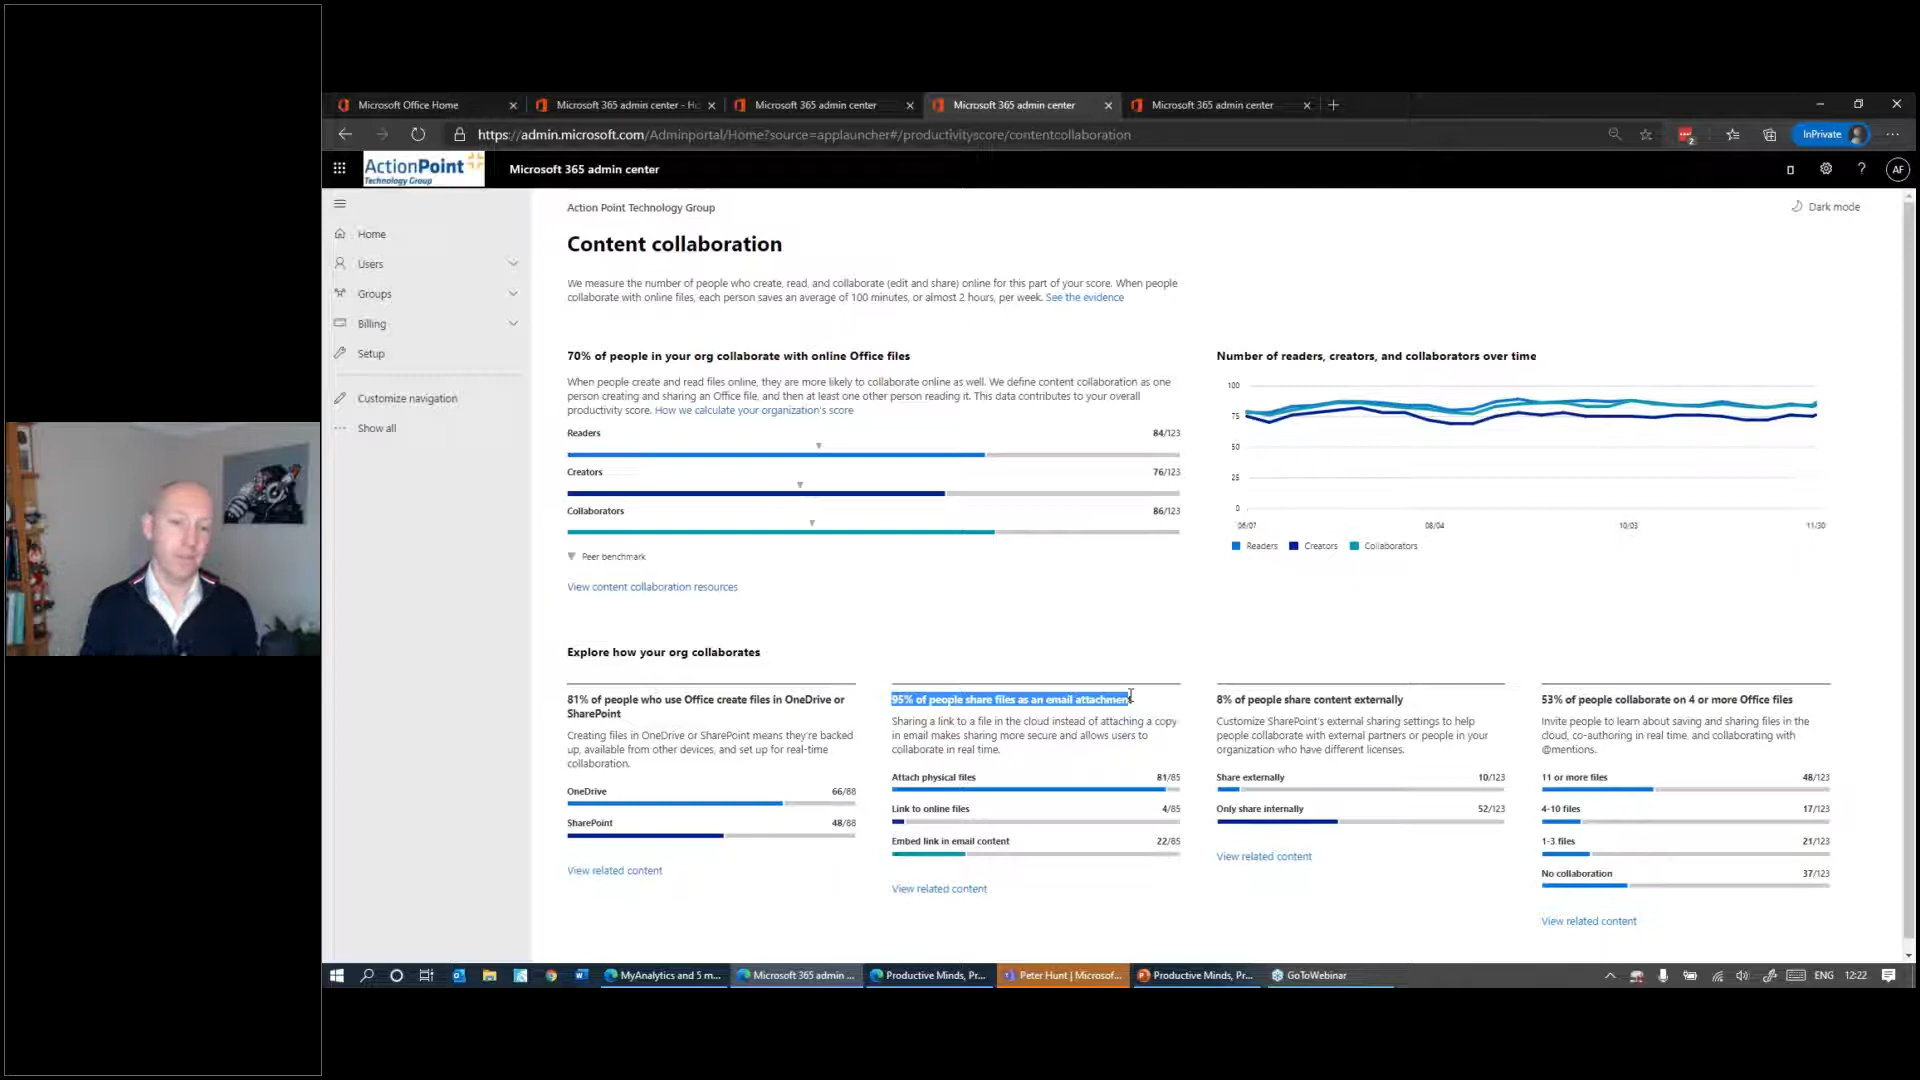 Microsoft Office Home
Microsoft 365 admin center - Ho
Microsoft 365 admin center
Microsoft 365 admin center
Microsoft 365 admin center
https://admin.microsoft.com/Adminportal/Home?source=applauncher#/productivityscore/contentcollaboration
InPrivate
ActionPoint
Technology Group
Microsoft 365 admin center
AF
Home
Users
Groups
Billing
Setup
Customize navigation
Show all
Action Point Technology Group
Dark mode
Content collaboration
We measure the number of people who create, read, and collaborate (edit and share) online for this part of your score. When people
collaborate with online files, each person saves an average of 100 minutes, or almost 2 hours, per week. See the evidence
70% of people in your org collaborate with online Office files
When people create and read files online, they are more likely to collaborate online as well. We define content collaboration as one
person creating and sharing an Office file, and then at least one other person reading it. This data contributes to your overall
productivity score. How we calculate your organization's score
Readers 84/123
Creators 76/123
Collaborators 86/123
Peer benchmark
View content collaboration resources
Number of readers, creators, and collaborators over time
100
75
50
25
0
06/07 08/04 10/03 11/30
Readers Creators Collaborators
Explore how your org collaborates
81% of people who use Office create files in OneDrive or
SharePoint
Creating files in OneDrive or SharePoint means they're backed
up, available from other devices, and set up for real-time
collaboration.
OneDrive 66/88
SharePoint 48/88
View related content
95% of people share files as an email attachment
Sharing a link to a file in the cloud instead of attaching a copy
in email makes sharing more secure and allows users to
collaborate in real time.
Attach physical files 81/85
Link to online files 4/85
Embed link in email content 22/85
View related content
8% of people share content externally
Customize SharePoint's external sharing settings to help
people collaborate with external partners or people in your
organization who have different licenses.
Share externally 10/123
Only share internally 52/123
View related content
53% of people collaborate on 4 or more Office files
Invite people to learn about saving and sharing files in the
cloud, co-authoring in real time, and collaborating with
@mentions.
11 or more files 48/123
4-10 files 17/123
1-3 files 21/123
No collaboration 37/123
View related content
MyAnalytics and 5 m...
Microsoft 365 admin ...
Productive Minds, Pr...
Peter Hunt | Microsof...
Productive Minds, Pr...
GoToWebinar
ENG
12:22